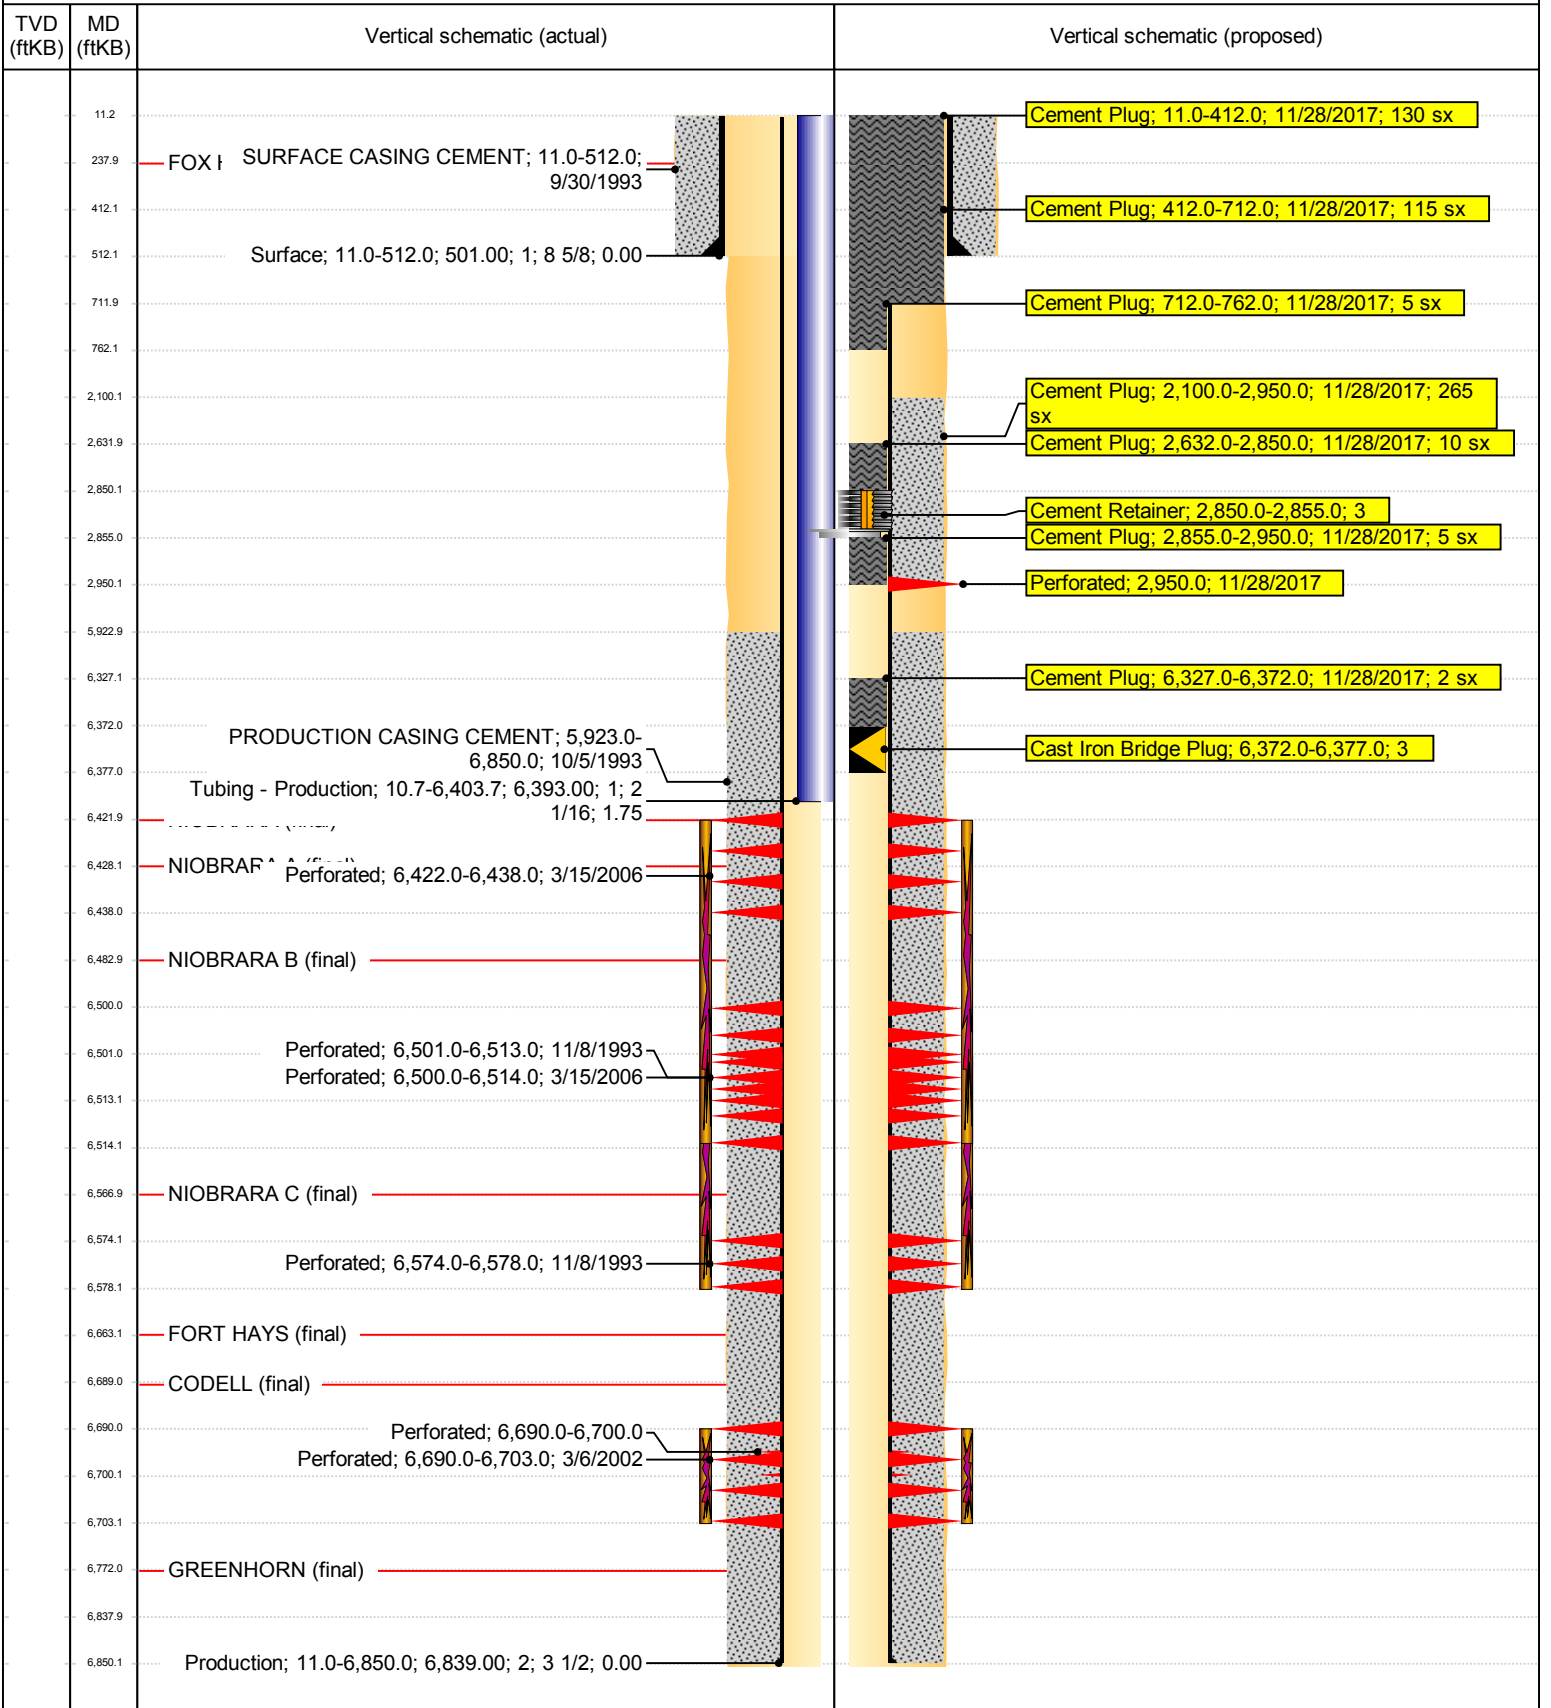 TVD (ftKB)
MD (ftKB)
Vertical schematic (actual)
Vertical schematic (proposed)
11.2
237.9
412.1
512.1
711.9
762.1
2,100.1
2,631.9
2,850.1
2,855.0
2,950.1
5,922.9
6,327.1
6,372.0
6,377.0
6,421.9
6,428.1
6,438.0
6,482.9
6,500.0
6,501.0
6,513.1
6,514.1
6,566.9
6,574.1
6,578.1
6,663.1
6,689.0
6,690.0
6,700.1
6,703.1
6,772.0
6,837.9
6,850.1
FOX
SURFACE CASING CEMENT; 11.0-512.0;
9/30/1993
Surface; 11.0-512.0; 501.00; 1; 8 5/8; 0.00
PRODUCTION CASING CEMENT; 5,923.0-
6,850.0; 10/5/1993
Tubing - Production; 10.7-6,403.7; 6,393.00; 1; 2
1/16; 1.75
Perforated; 6,422.0-6,438.0; 3/15/2006
NIOBRARA B (final)
Perforated; 6,501.0-6,513.0; 11/8/1993
Perforated; 6,500.0-6,514.0; 3/15/2006
NIOBRARA C (final)
Perforated; 6,574.0-6,578.0; 11/8/1993
FORT HAYS (final)
CODELL (final)
Perforated; 6,690.0-6,700.0
Perforated; 6,690.0-6,703.0; 3/6/2002
GREENHORN (final)
Production; 11.0-6,850.0; 6,839.00; 2; 3 1/2; 0.00
Cement Plug; 11.0-412.0; 11/28/2017; 130 sx
Cement Plug; 412.0-712.0; 11/28/2017; 115 sx
Cement Plug; 712.0-762.0; 11/28/2017; 5 sx
Cement Plug; 2,100.0-2,950.0; 11/28/2017; 265
sx
Cement Plug; 2,632.0-2,850.0; 11/28/2017; 10 sx
Cement Retainer; 2,850.0-2,855.0; 3
Cement Plug; 2,855.0-2,950.0; 11/28/2017; 5 sx
Perforated; 2,950.0; 11/28/2017
Cement Plug; 6,327.0-6,372.0; 11/28/2017; 2 sx
Cast Iron Bridge Plug; 6,372.0-6,377.0; 3